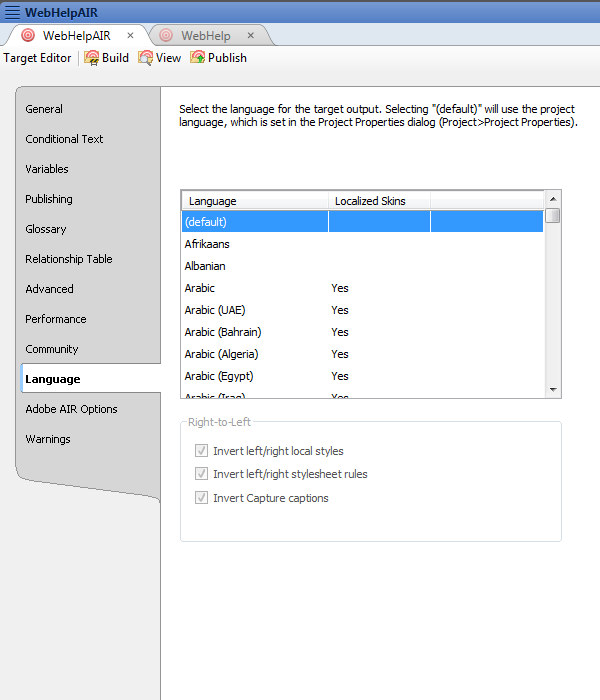 WebHelpAIR
WebHelpAIR × WebHelp ×
Target Editor Build View Publish
General
Conditional Text
Variables
Publishing
Glossary
Relationship Table
Advanced
Performance
Community
Language
Adobe AIR Options
Warnings
Select the language for the target output. Selecting "(default)" will use the project
language, which is set in the Project Properties dialog (Project>Project Properties).
Language Localized Skins
(default)
Afrikaans
Albanian
Arabic Yes
Arabic (UAE) Yes
Arabic (Bahrain) Yes
Arabic (Algeria) Yes
Arabic (Egypt) Yes
Arabic (Iraq) Yes
Right-to-Left
Invert left/right local styles
Invert left/right stylesheet rules
Invert Capture captions